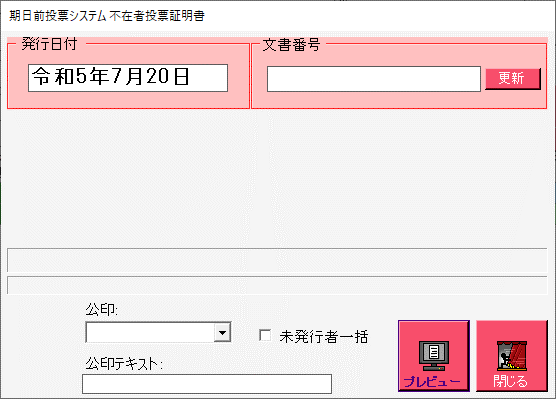 期日前投票システム 不在者投票証明書
発行日付
文書番号
令和5年7月20日
更新
公印:
未発行者一括
公印テキスト:
プレビュー
閉じる